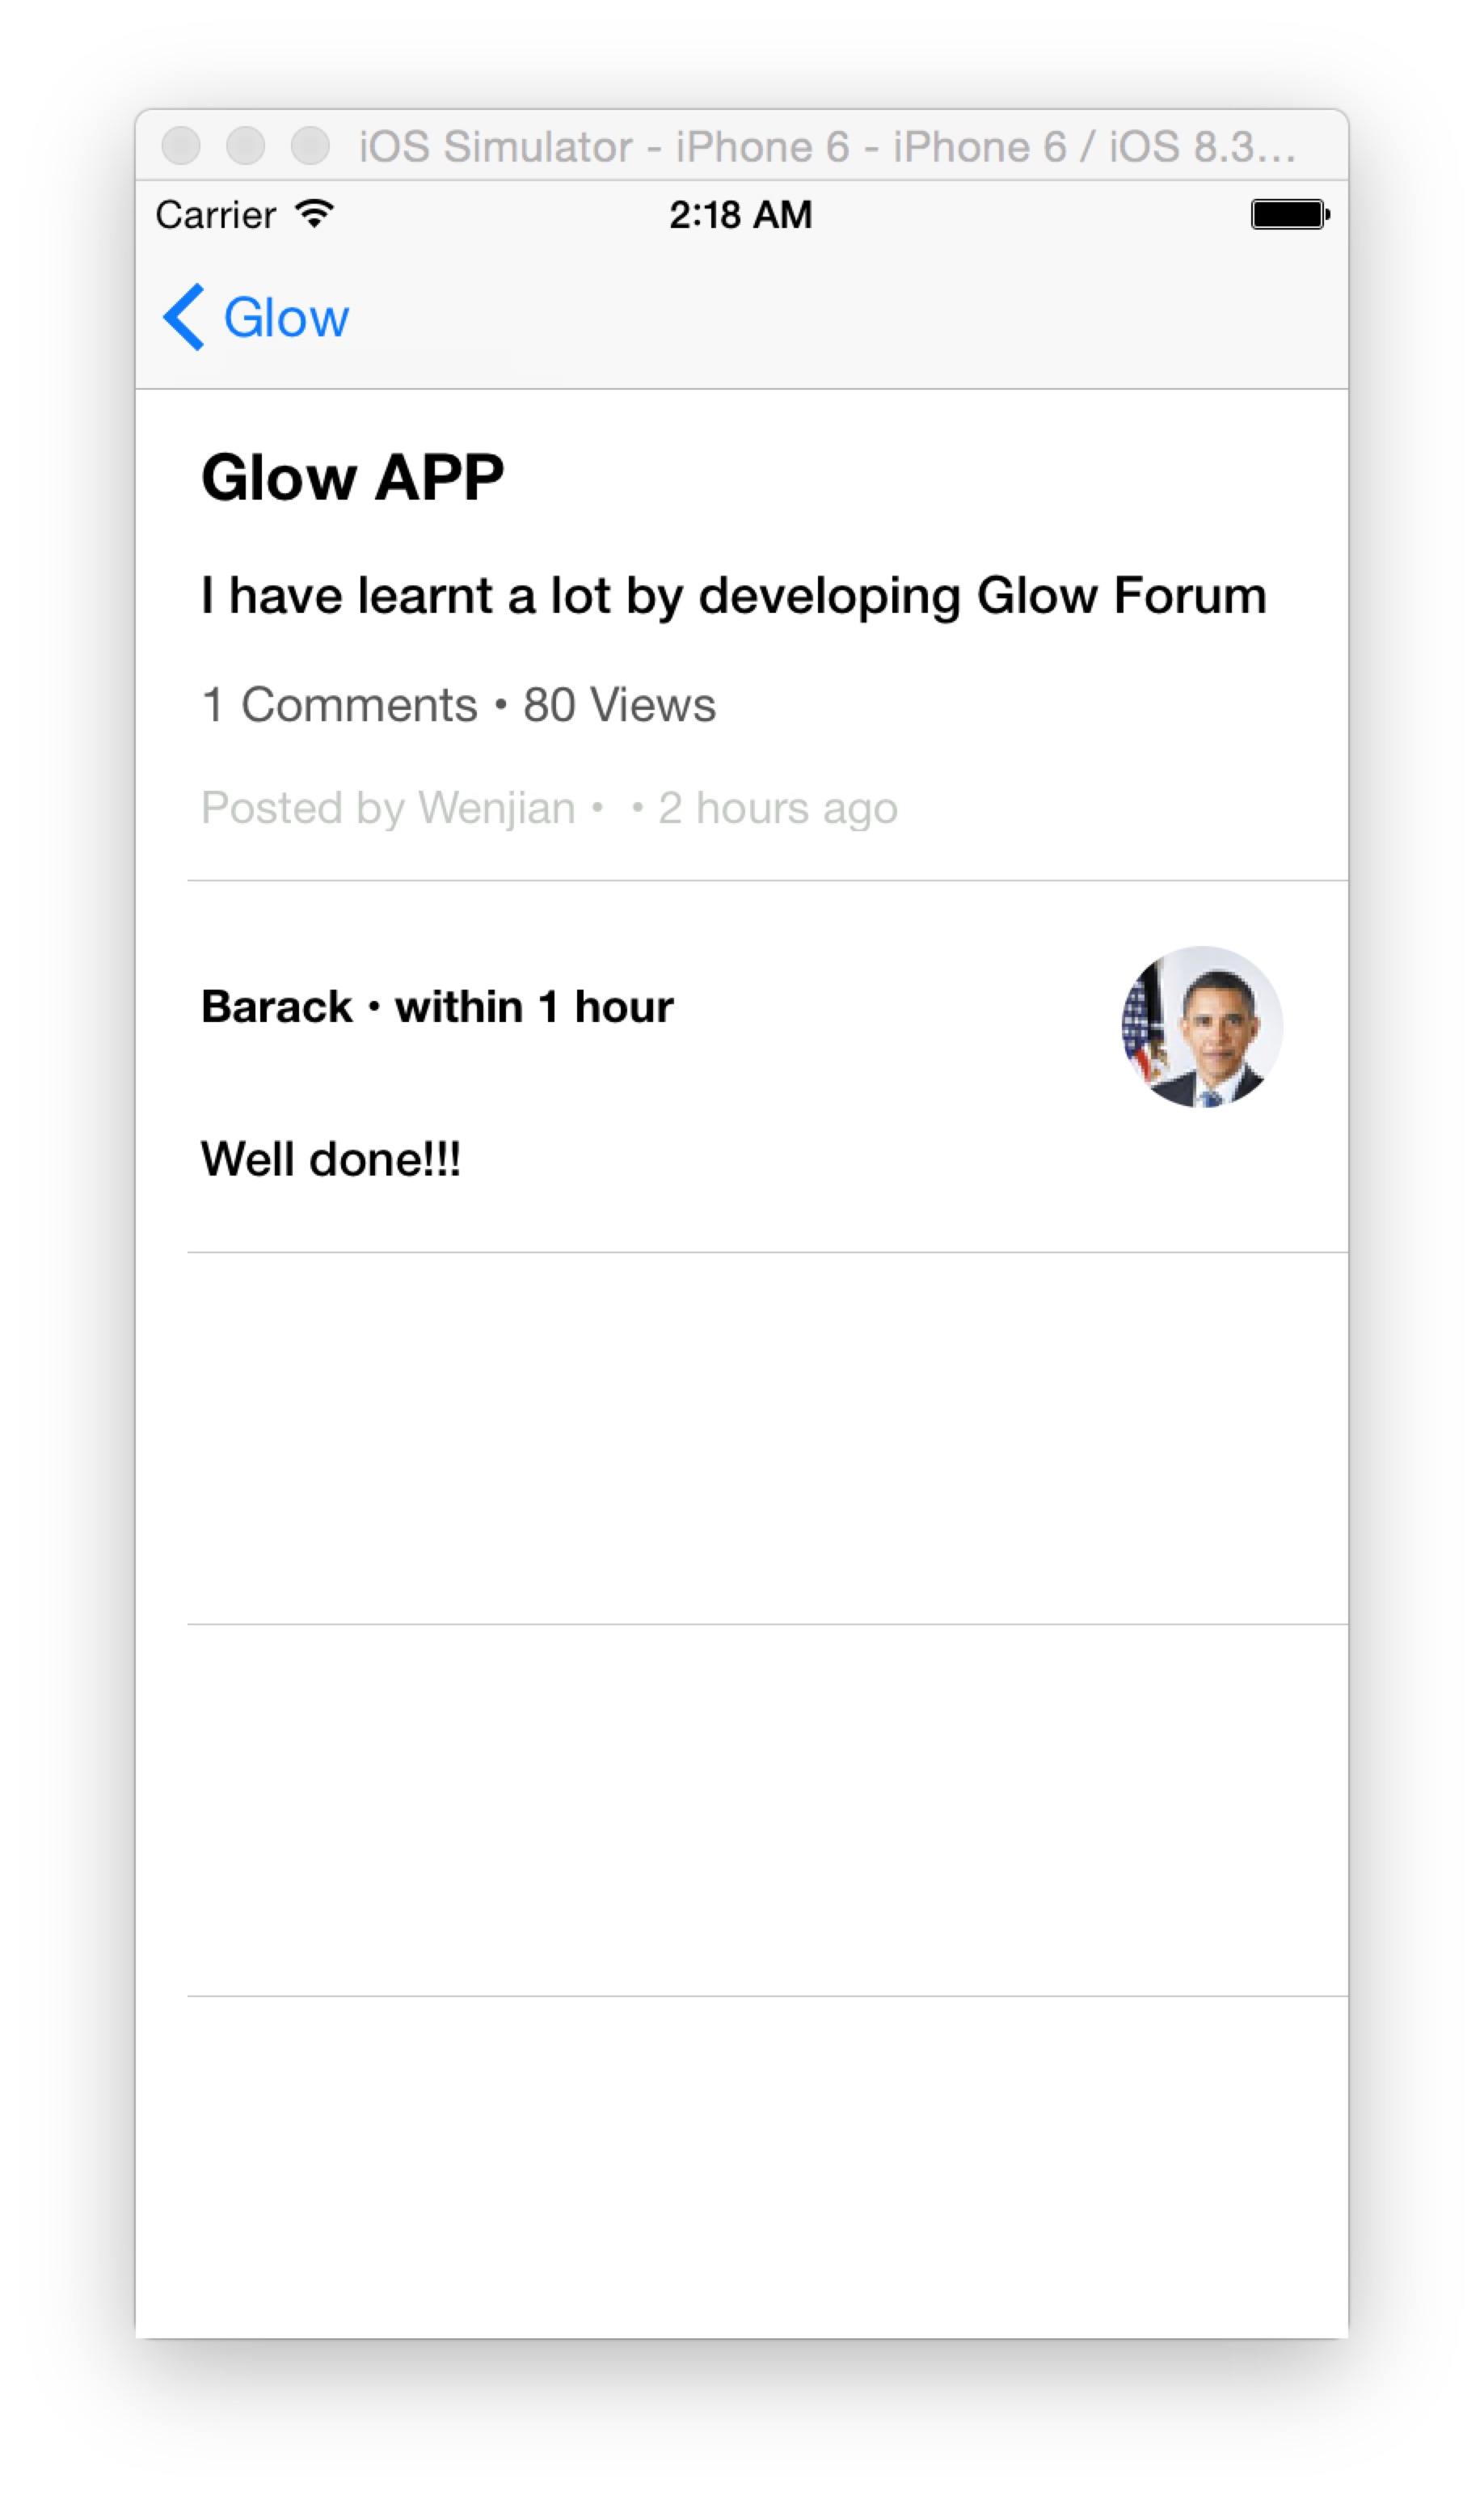 iOS Simulator - iPhone 6 - iPhone 6 / iOS 8.3...
Carrier 2:18 AM
Glow
Glow APP
I have learnt a lot by developing Glow Forum
1 Comments • 80 Views
Posted by Wenjian • • 2 hours ago
Barack • within 1 hour
Well done!!!